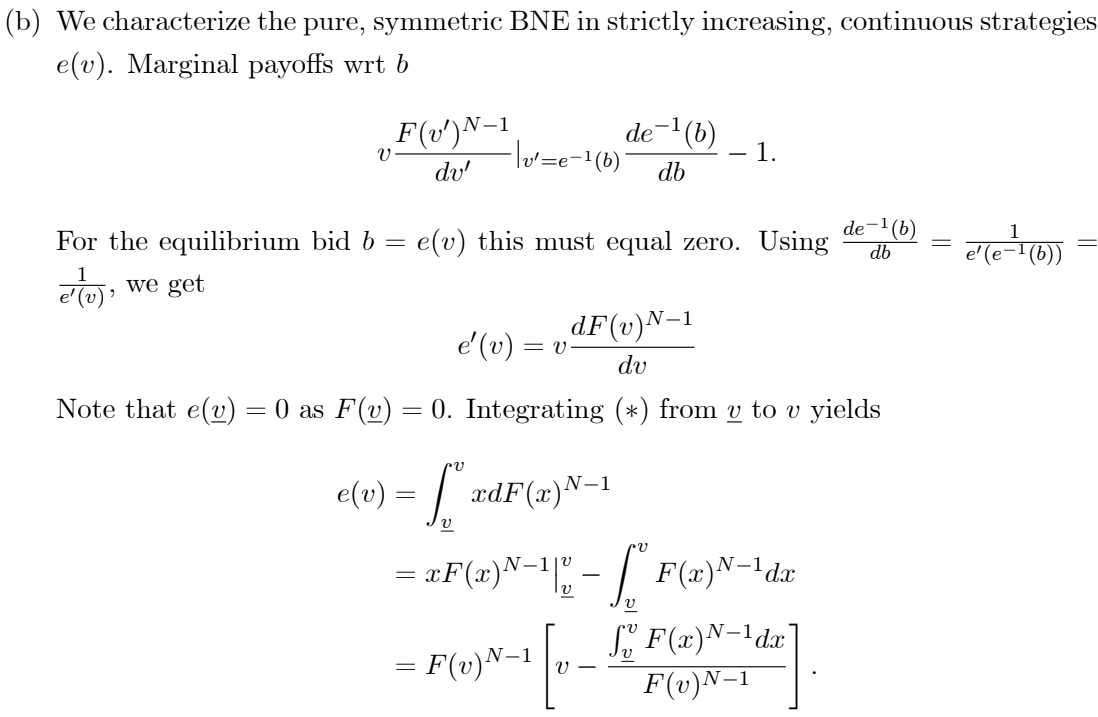 (b) We characterize the pure, symmetric BNE in strictly increasing, continuous strategies
e(v). Marginal payoffs wrt b
v \frac{F(v')^{N-1}}{dv'}|_{v'=e^{-1}(b)} \frac{de^{-1}(b)}{db} - 1.
For the equilibrium bid b = e(v) this must equal zero. Using \frac{de^{-1}(b)}{db} = \frac{1}{e'(e^{-1}(b))} =
\frac{1}{e'(v)}, we get
e'(v) = v \frac{dF(v)^{N-1}}{dv}
Note that e(\underline{v}) = 0 as F(\underline{v}) = 0. Integrating (∗) from \underline{v} to v yields
e(v) = \int_{\underline{v}}^{v} xdF(x)^{N-1}
= xF(x)^{N-1}|_{\underline{v}}^{v} - \int_{\underline{v}}^{v} F(x)^{N-1}dx
= F(v)^{N-1} \left[ v - \frac{\int_{\underline{v}}^{v} F(x)^{N-1}dx}{F(v)^{N-1}} \right].